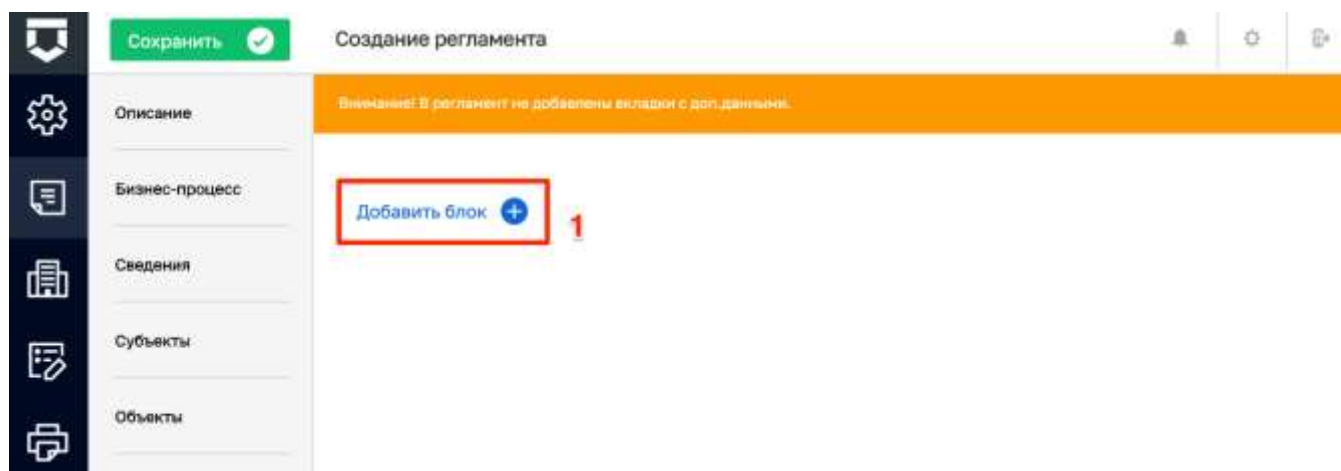 Сохранить
Создание регламента
Описание
Внимание! В регламент не добавлены вкладки с доп.данными.
Бизнес-процесс
Добавить блок
1
Сведения
Субъекты
Объекты